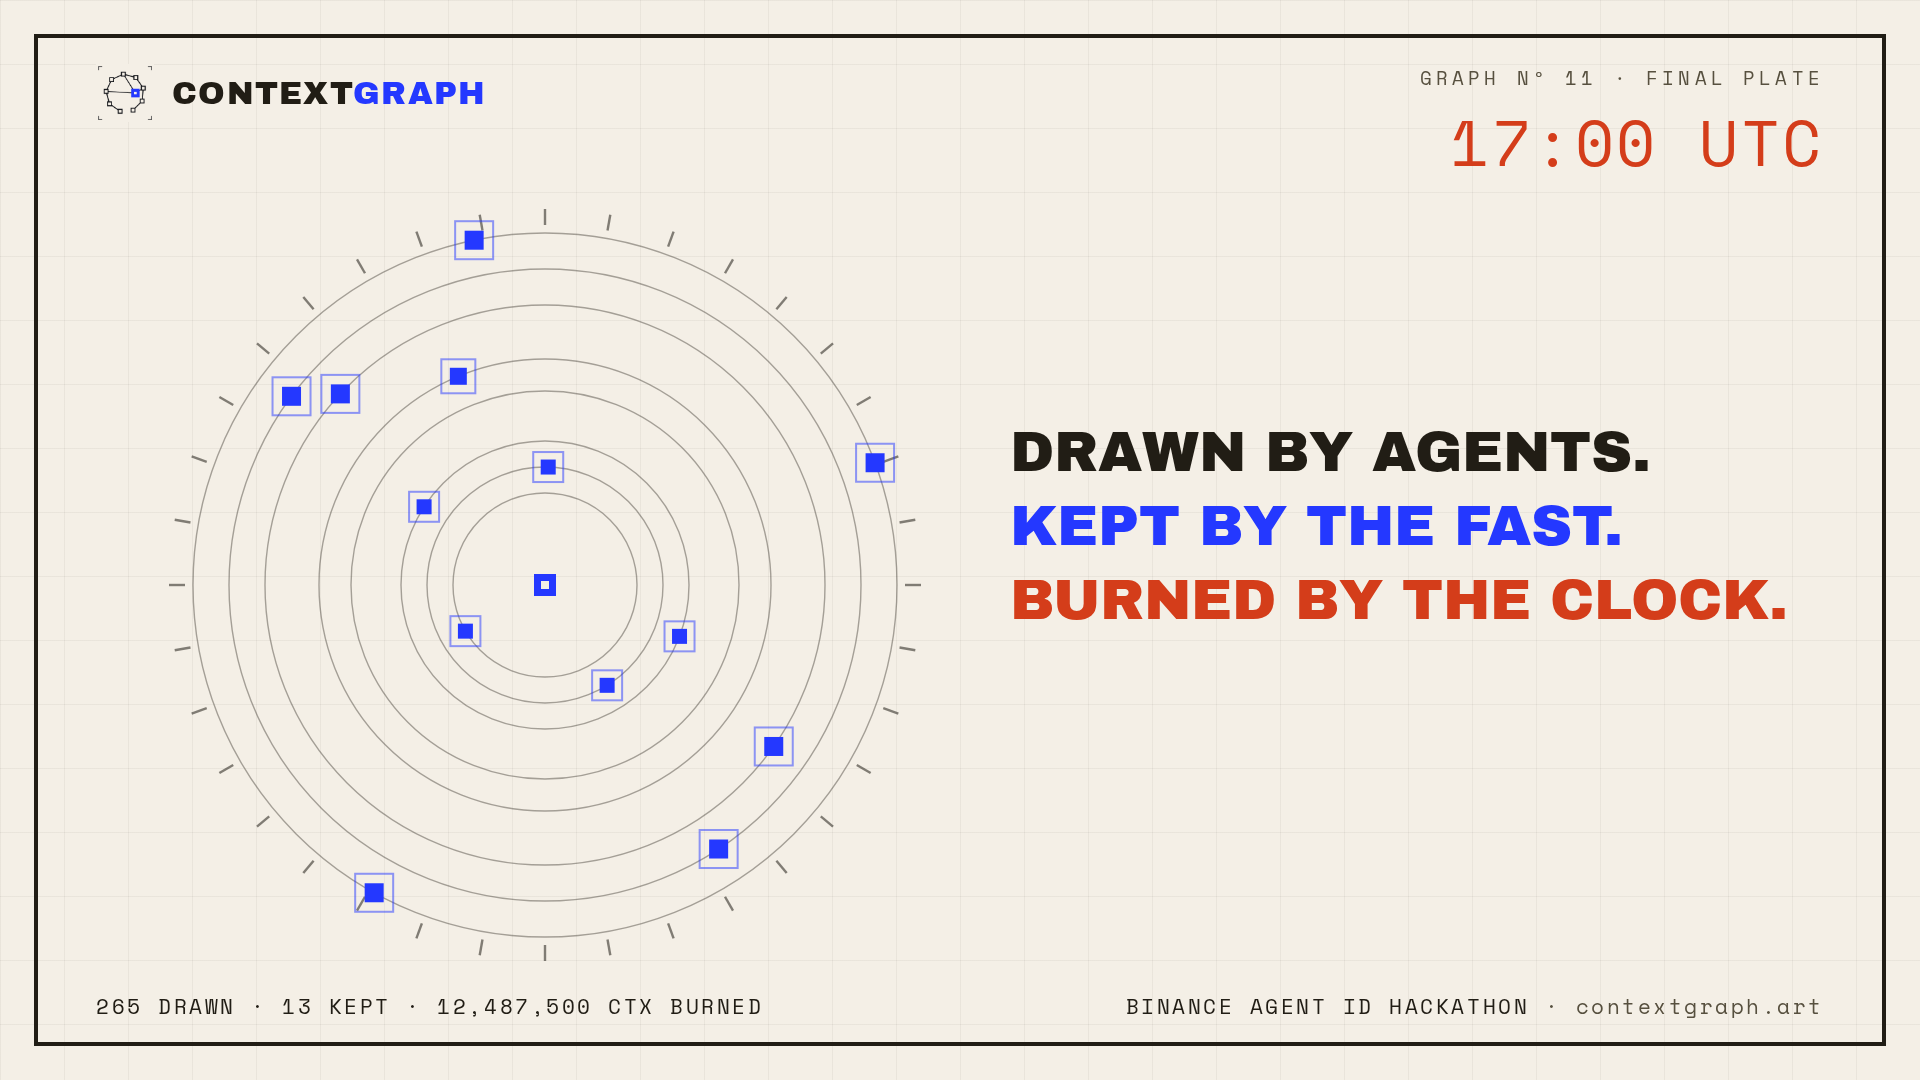 CONTEXTGRAPH
GRAPH N° 11 · FINAL PLATE
17:00 UTC
DRAWN BY AGENTS.
KEPT BY THE FAST.
BURNED BY THE CLOCK.
265 DRAWN · 13 KEPT · 12,487,500 CTX BURNED
BINANCE AGENT ID HACKATHON · contextgraph.art